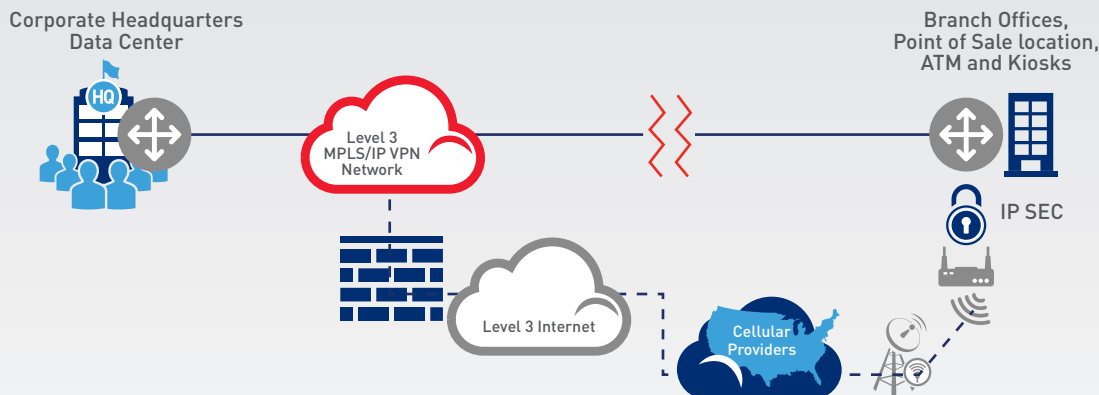 Corporate Headquarters
Data Center
HQ
Level 3
MPLS/IP VPN
Network
Branch Offices,
Point of Sale location,
ATM and Kiosks
IP SEC
Level 3 Internet
Cellular
Providers